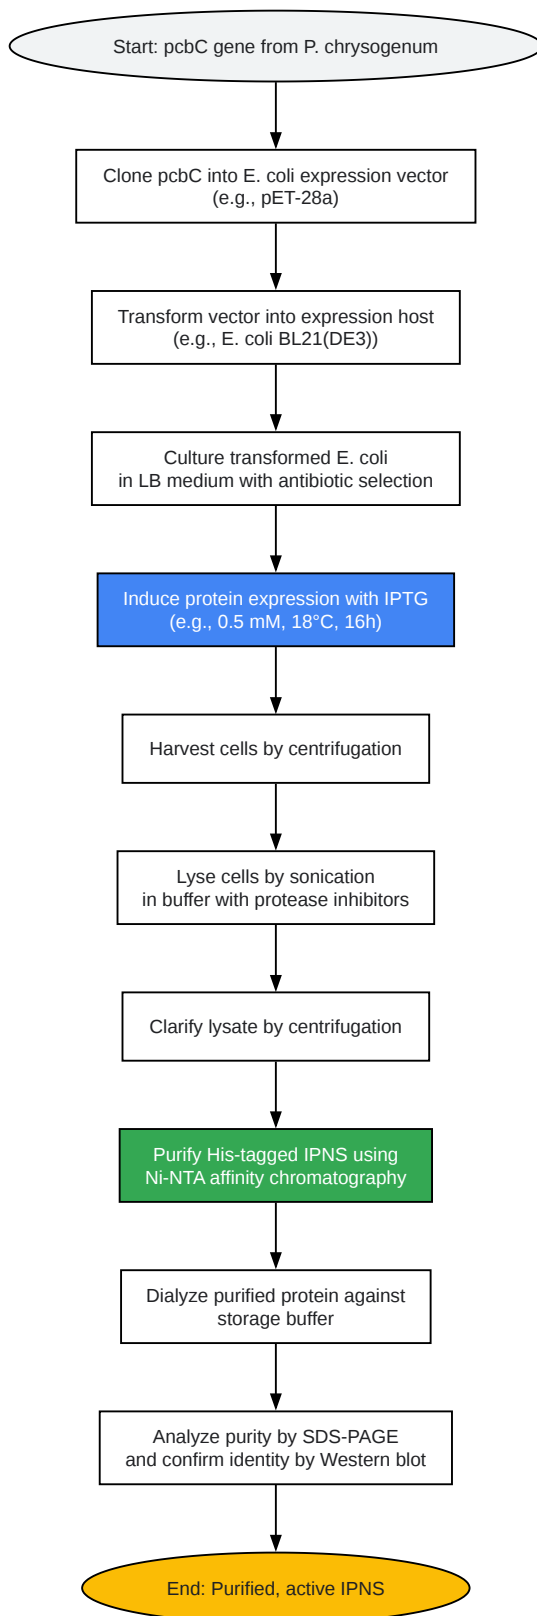 Start: pcbC gene from P. chrysogenum
Clone pcbC into E. coli expression vector
(e.g., pET-28a)
Transform vector into expression host
(e.g., E. coli BL21(DE3))
Culture transformed E. coli
in LB medium with antibiotic selection
Induce protein expression with IPTG
(e.g., 0.5 mM, 18°C, 16h)
Harvest cells by centrifugation
Lyse cells by sonication
in buffer with protease inhibitors
Clarify lysate by centrifugation
Purify His-tagged IPNS using
Ni-NTA affinity chromatography
Dialyze purified protein against
storage buffer
Analyze purity by SDS-PAGE
and confirm identity by Western blot
End: Purified, active IPNS